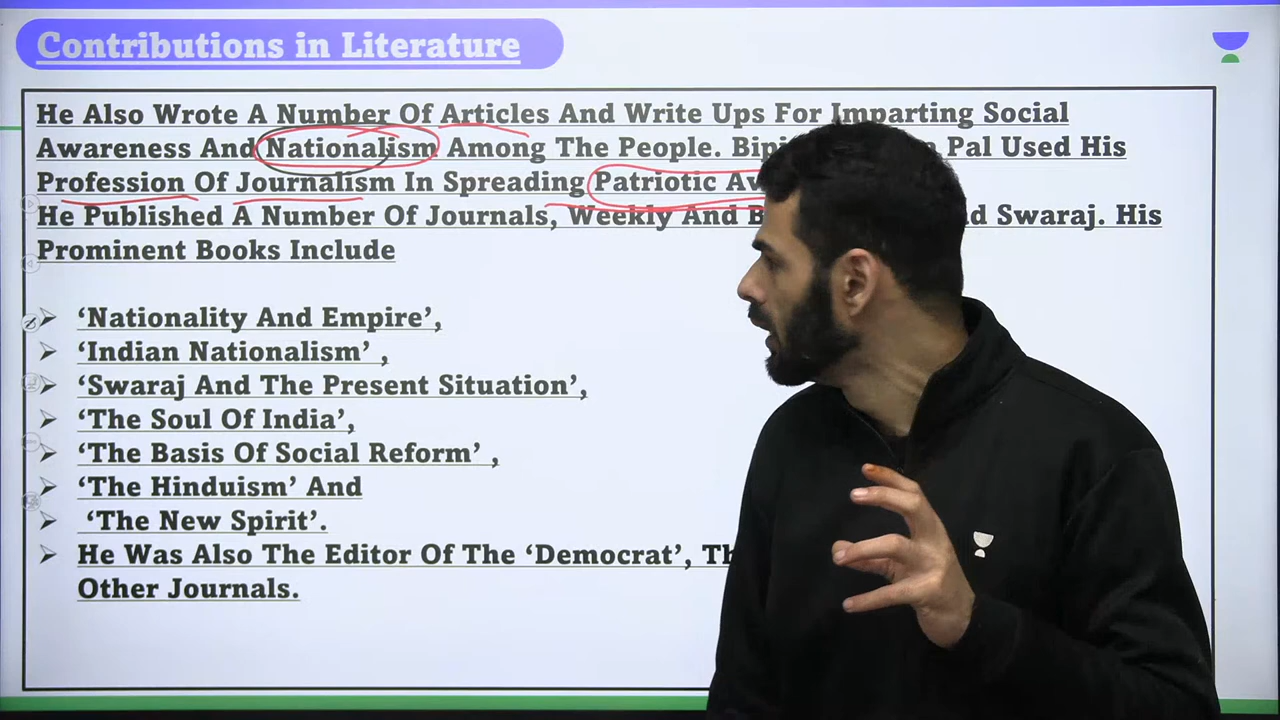 Contributions in Literature
He Also Wrote A Number Of Articles And Write Ups For Imparting Social
Awareness And Nationalism Among The People. Pal Used His
Profession Of Journalism In Spreading Patriotic
He Published A Number Of Journals, Weekly And Swaraj. His
Prominent Books Include
‘Nationality And Empire’,
‘Indian Nationalism’ ,
‘Swaraj And The Present Situation’,
‘The Soul Of India’,
‘The Basis Of Social Reform’ ,
‘The Hinduism’ And
‘The New Spirit’.
He Was Also The Editor Of The ‘Democrat’,
Other Journals.